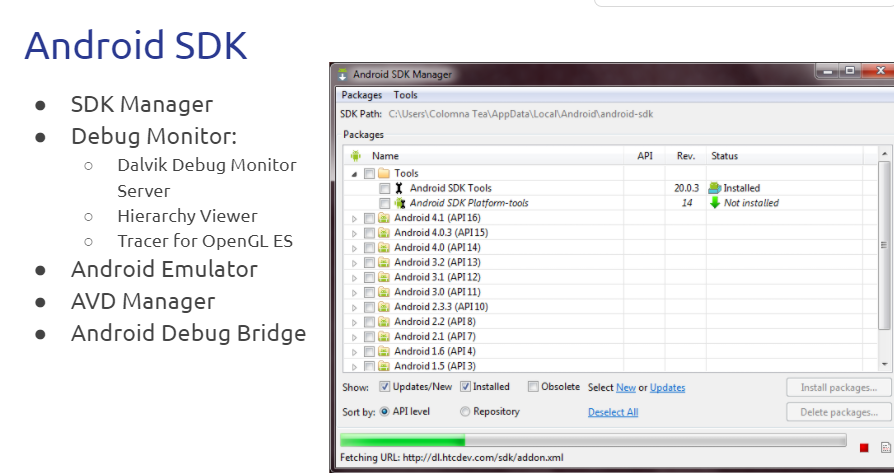 Android SDK
● SDK Manager
● Debug Monitor:
○ Dalvik Debug Monitor
Server
○ Hierarchy Viewer
○ Tracer for OpenGL ES
● Android Emulator
● AVD Manager
● Android Debug Bridge
Android SDK Manager
Packages Tools
SDK Path: C:\Users\Colomna Tea\AppData\Local\Android\android-sdk
Packages
Name API Rev. Status
Tools
Android SDK Tools 20.0.3 Installed
Android SDK Platform-tools 14 Not installed
Android 4.1 (API 16)
Android 4.0.3 (API 15)
Android 4.0 (API 14)
Android 3.2 (API 13)
Android 3.1 (API 12)
Android 3.0 (API 11)
Android 2.3.3 (API 10)
Android 2.2 (API 8)
Android 2.1 (API 7)
Android 1.6 (API 4)
Android 1.5 (API 3)
Show: Updates/New Installed Obsolete Select New or Updates Install packages...
Sort by: API level Repository Deselect All Delete packages...
Fetching URL: http://dl.htcdev.com/sdk/addon.xml